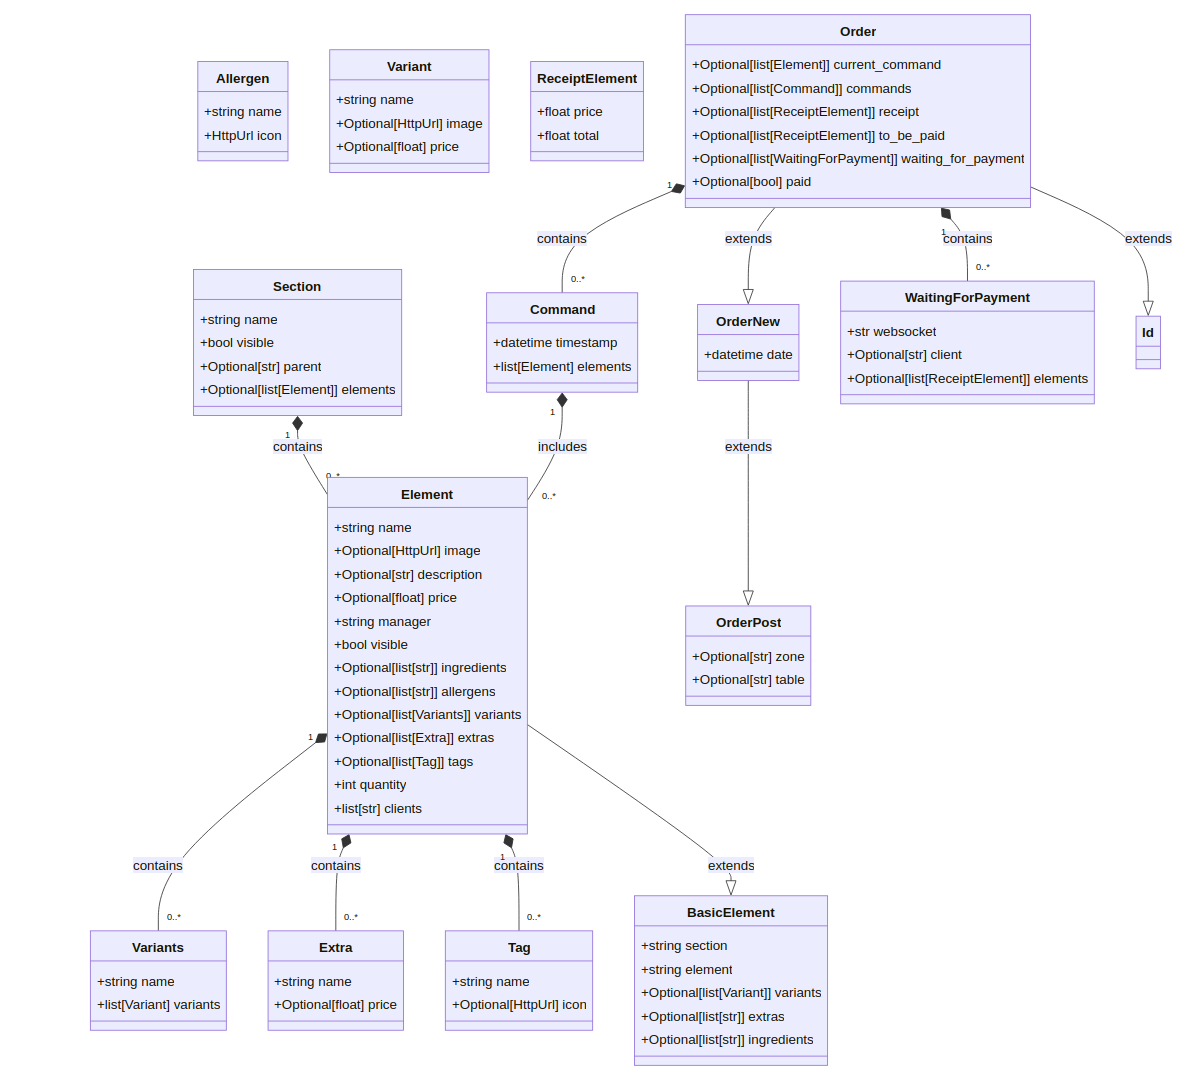 Order
+Optional[list[Element]] current_command
+Optional[list[Command]] commands
+Optional[list[ReceiptElement]] receipt
+Optional[list[ReceiptElement]] to_be_paid
+Optional[list[WaitingForPayment]] waiting_for_payment
+Optional[bool] paid
Allergen
+string name
+HttpUrl icon
Variant
+string name
+Optional[HttpUrl] image
+Optional[float] price
ReceiptElement
+float price
+float total
1
contains
0..*
extends
1
contains
0..*
extends
Section
+string name
+bool visible
+Optional[str] parent
+Optional[list[Element]] elements
Command
+datetime timestamp
+list[Element] elements
OrderNew
+datetime date
WaitingForPayment
+str websocket
+Optional[str] client
+Optional[list[ReceiptElement]] elements
Id
1
contains
0..*
1
includes
0..*
extends
Element
+string name
+Optional[HttpUrl] image
+Optional[str] description
+Optional[float] price
+string manager
+bool visible
+Optional[list[str]] ingredients
+Optional[list[str]] allergens
+Optional[list[Variants]] variants
+Optional[list[Extra]] extras
+Optional[list[Tag]] tags
+int quantity
+list[str] clients
OrderPost
+Optional[str] zone
+Optional[str] table
1
contains
0..*
1
contains
0..*
1
contains
0..*
extends
Variants
+string name
+list[Variant] variants
Extra
+string name
+Optional[float] price
Tag
+string name
+Optional[HttpUrl] icon
BasicElement
+string section
+string element
+Optional[list[Variant]] variants
+Optional[list[str]] extras
+Optional[list[str]] ingredients